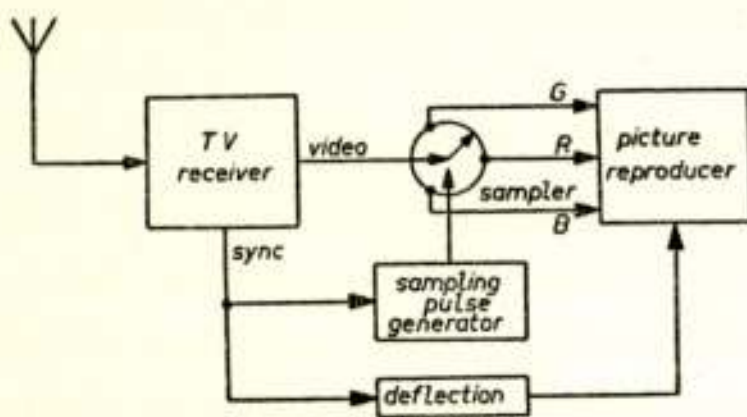 TV
receiver
video
G
R
sampler
B
picture
reproducer
sync
sampling
pulse
generator
deflection